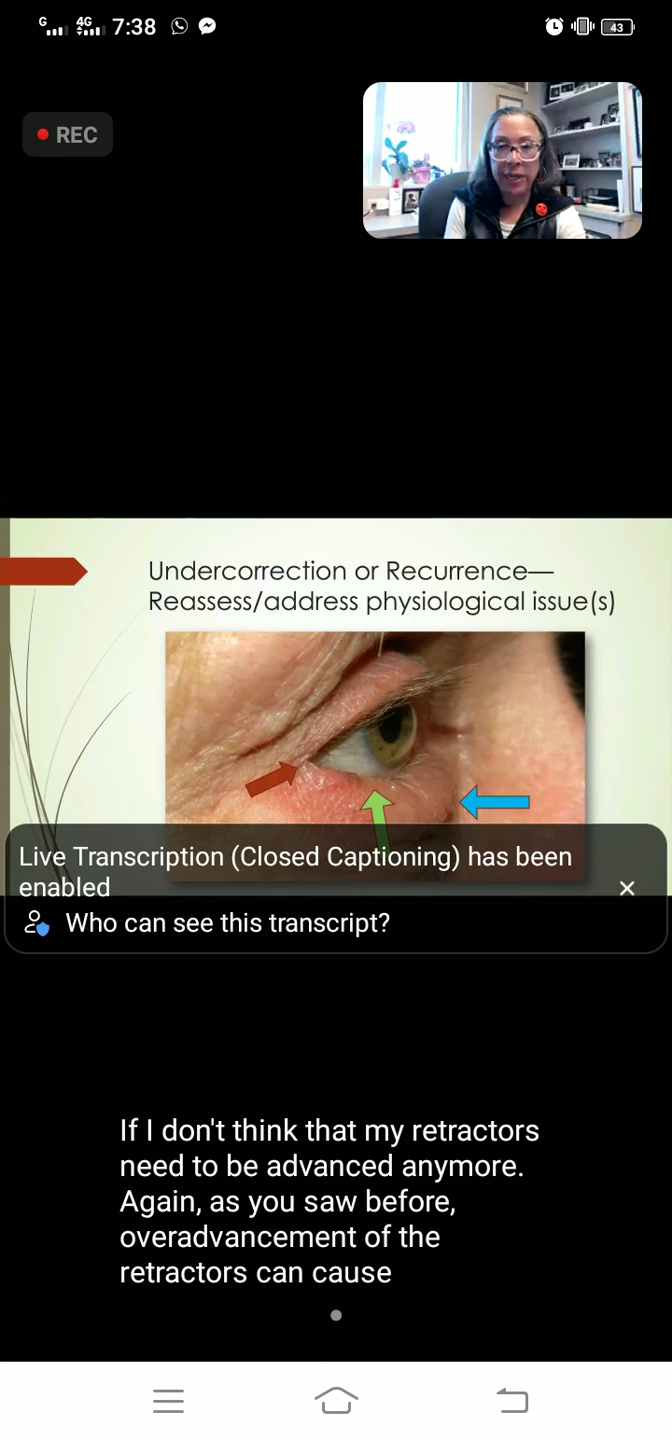 G 4G 7:38 43
REC
Undercorrection or Recurrence—
Reassess/address physiological issue(s)
Live Transcription (Closed Captioning) has been
enabled
Who can see this transcript?
If I don't think that my retractors
need to be advanced anymore.
Again, as you saw before,
overadvancement of the
retractors can cause